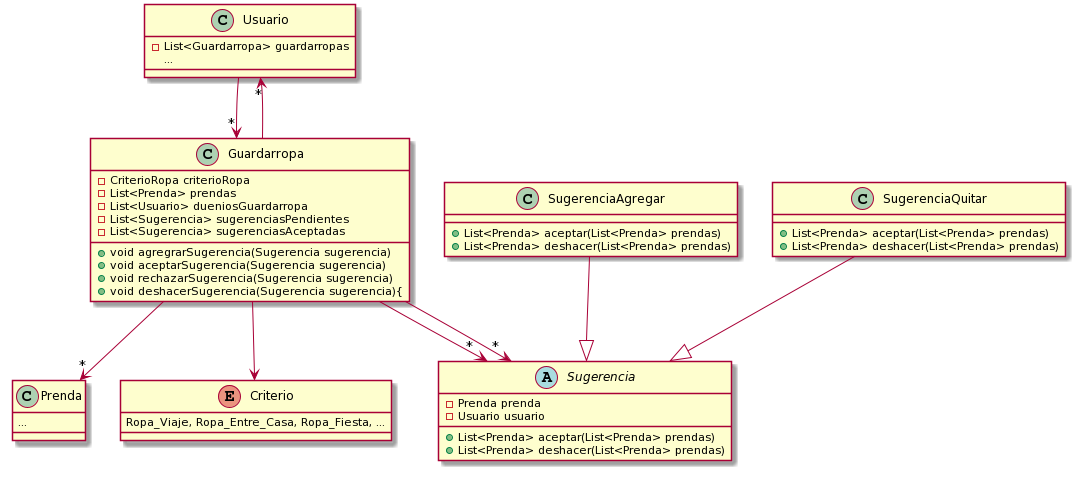 C Usuario
List<Guardarropa> guardarropas
...
*
*
C Guardarropa
CriterioRopa criterioRopa
List<Prenda> prendas
List<Usuario> dueniosGuardarropa
List<Sugerencia> sugerenciasPendientes
List<Sugerencia> sugerenciasAceptadas
void agregrarSugerencia(Sugerencia sugerencia)
void aceptarSugerencia(Sugerencia sugerencia)
void rechazarSugerencia(Sugerencia sugerencia)
void deshacerSugerencia(Sugerencia sugerencia){
C SugerenciaAgregar
List<Prenda> aceptar(List<Prenda> prendas)
List<Prenda> deshacer(List<Prenda> prendas)
C SugerenciaQuitar
List<Prenda> aceptar(List<Prenda> prendas)
List<Prenda> deshacer(List<Prenda> prendas)
*
*
*
C Prenda
...
E Criterio
Ropa_Viaje, Ropa_Entre_Casa, Ropa_Fiesta, ...
A Sugerencia
Prenda prenda
Usuario usuario
List<Prenda> aceptar(List<Prenda> prendas)
List<Prenda> deshacer(List<Prenda> prendas)